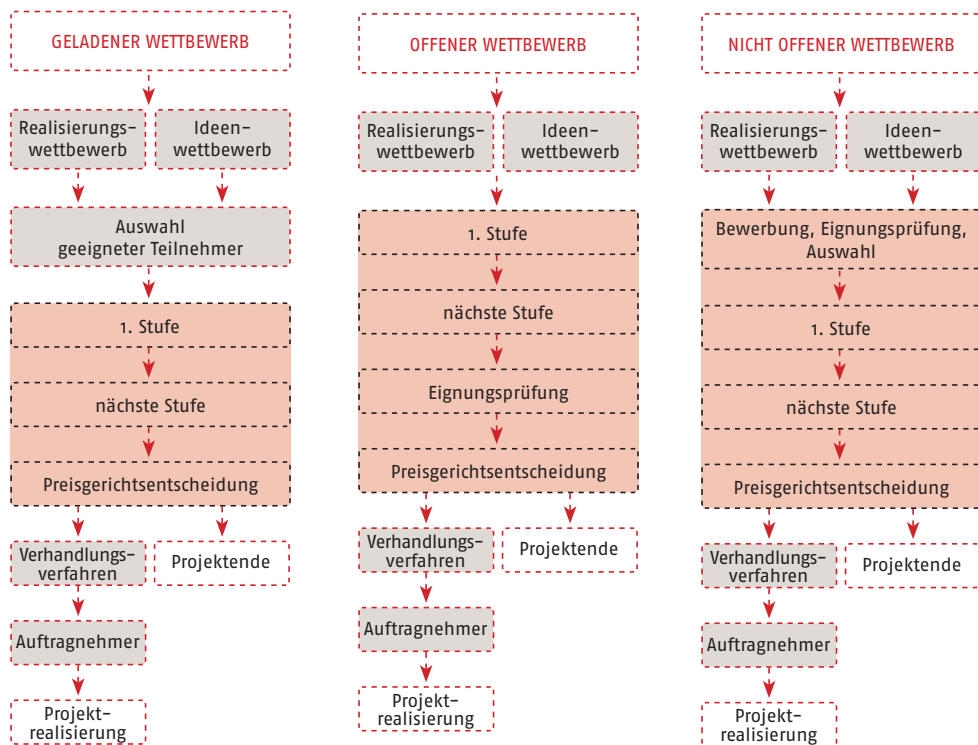 GELADENER WETTBEWERB
Realisierungs-
wettbewerb
Ideen-
wettbewerb
Auswahl
geeigneter Teilnehmer
1. Stufe
nächste Stufe
Preisgerichtsentscheidung
Verhandlungs-
verfahren
Projektende
Auftragnehmer
Projekt-
realisierung
OFFENER WETTBEWERB
Realisierungs-
wettbewerb
Ideen-
wettbewerb
1. Stufe
nächste Stufe
Eignungsprüfung
Preisgerichtsentscheidung
Verhandlungs-
verfahren
Projektende
Auftragnehmer
Projekt-
realisierung
NICHT OFFENER WETTBEWERB
Realisierungs-
wettbewerb
Ideen-
wettbewerb
Bewerbung, Eignungsprüfung,
Auswahl
1. Stufe
nächste Stufe
Preisgerichtsentscheidung
Verhandlungs-
verfahren
Projektende
Auftragnehmer
Projekt-
realisierung